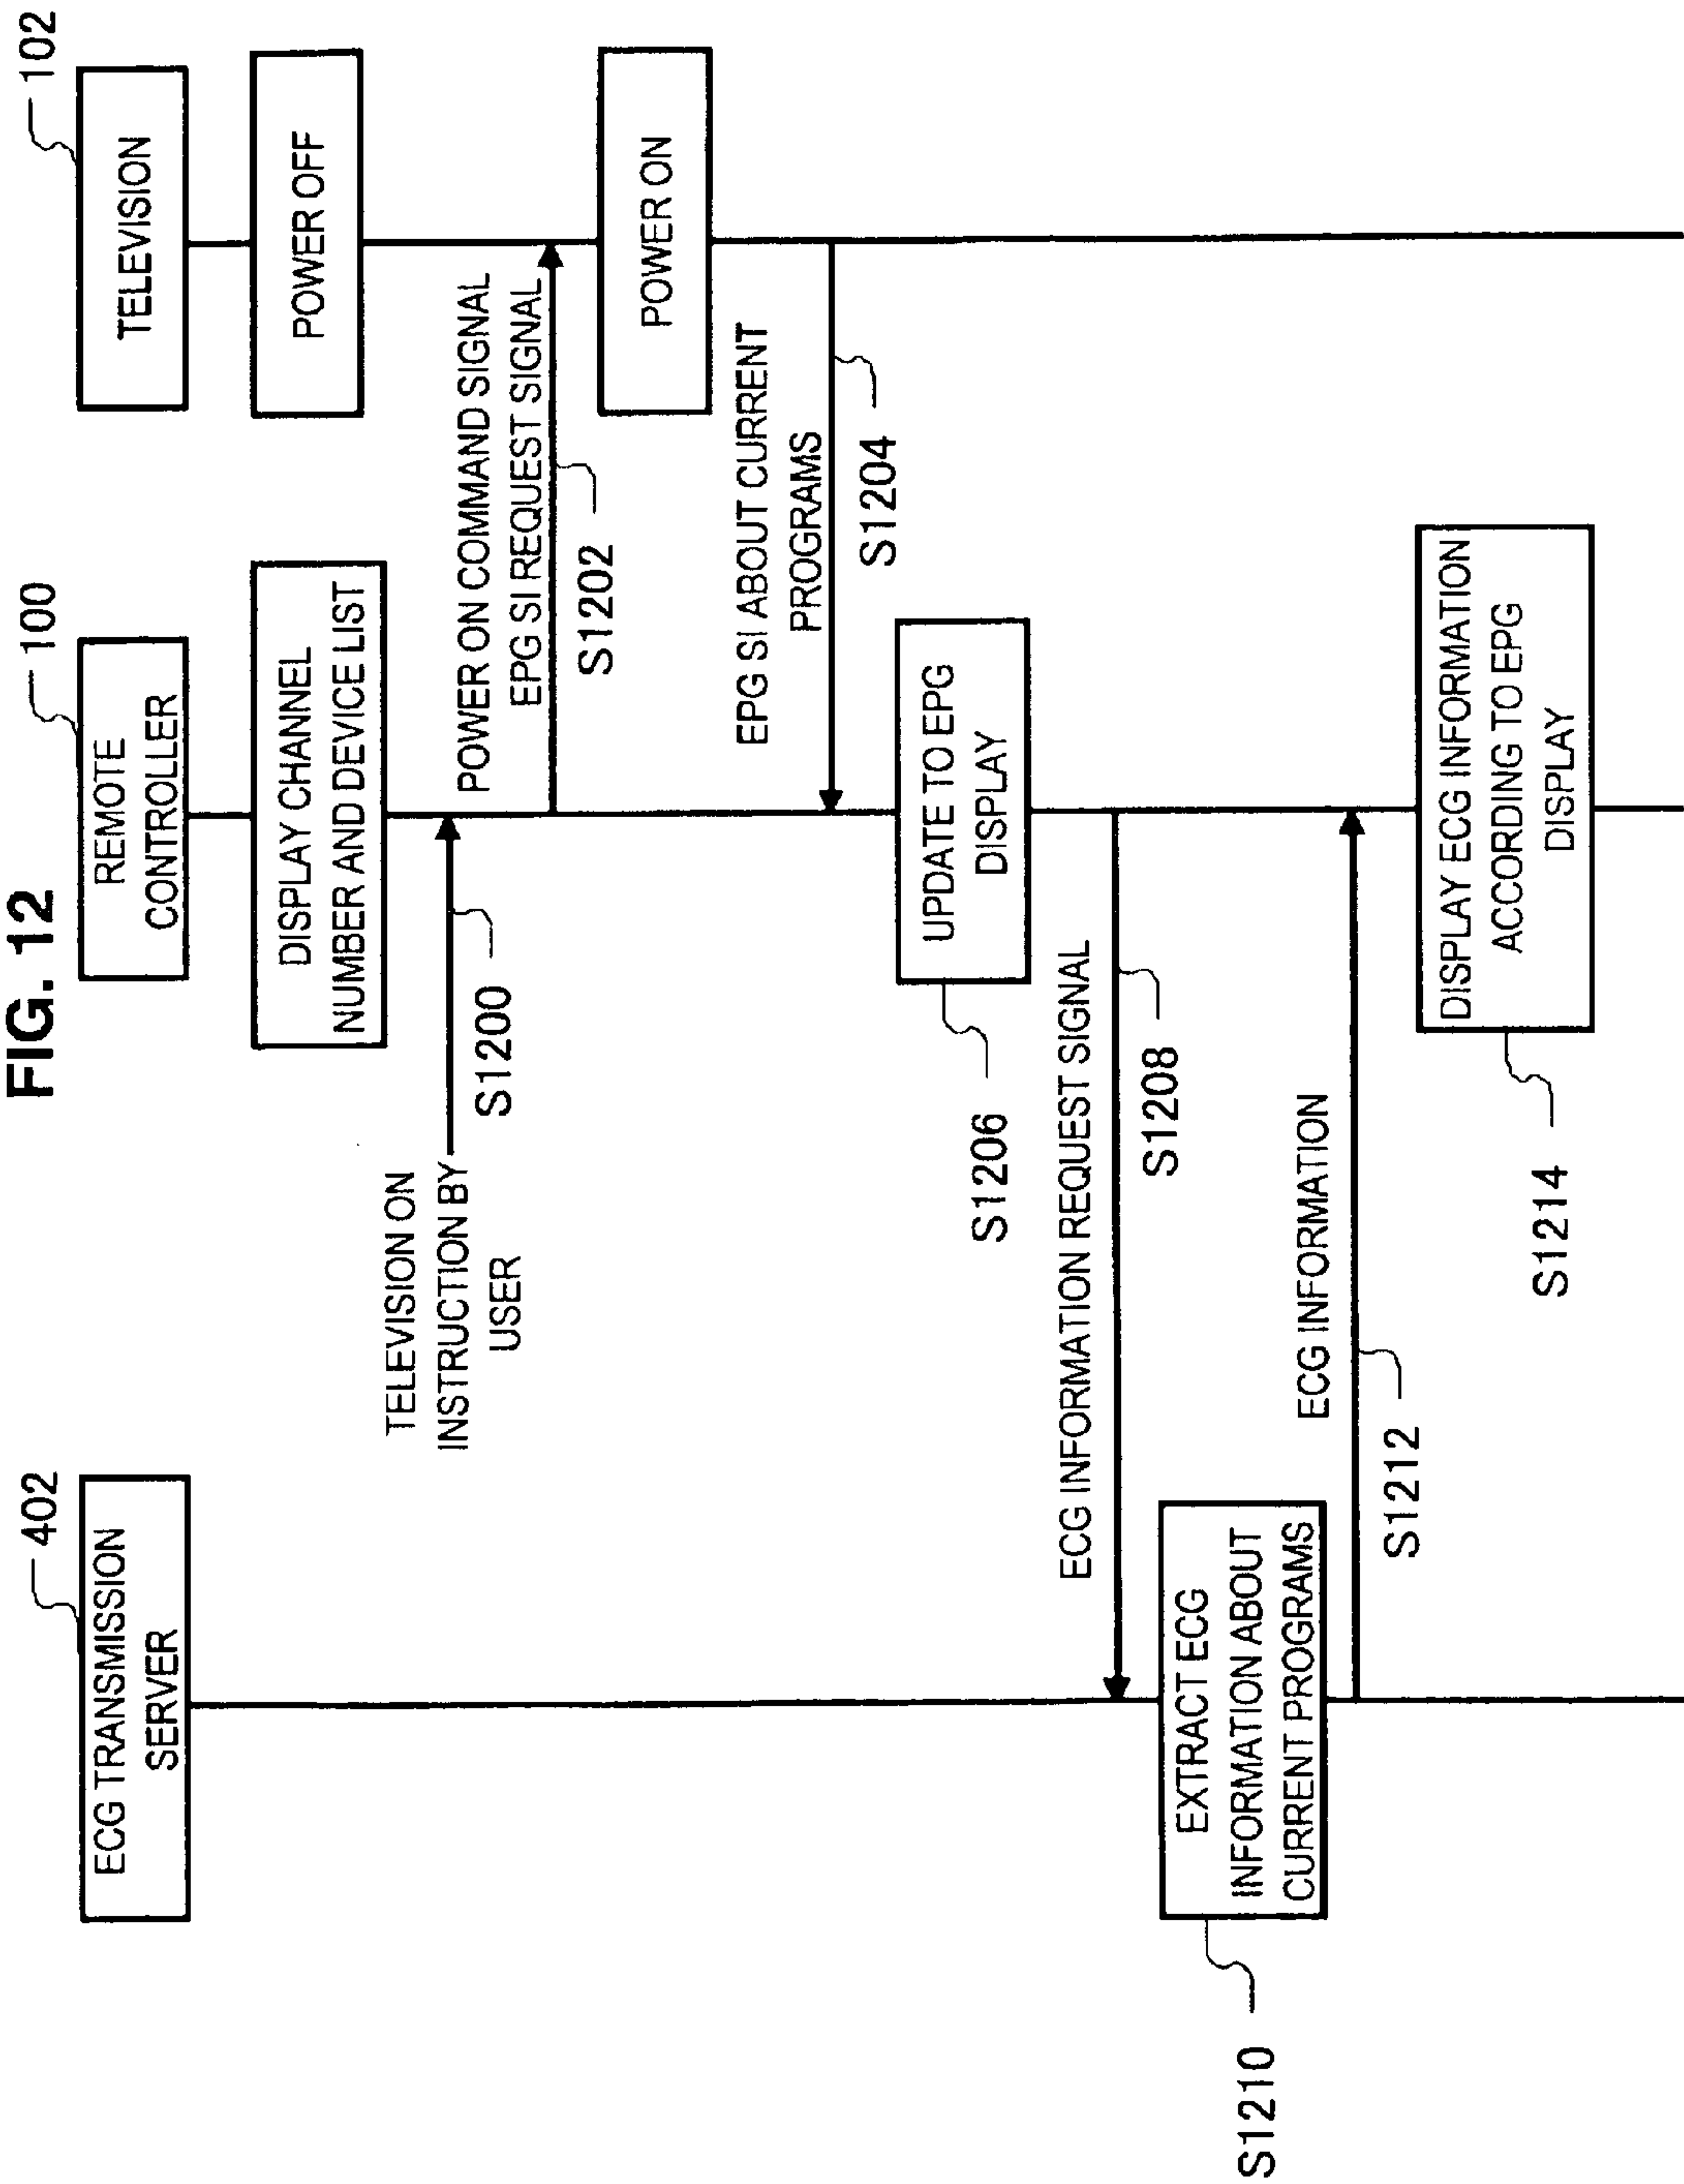 FIG. 12
ECG TRANSMISSION
SERVER
402
REMOTE
CONTROLLER
100
TELEVISION
102
DISPLAY CHANNEL
NUMBER AND DEVICE LIST
POWER OFF
TELEVISION ON
INSTRUCTION BY
USER
S1200
POWER ON COMMAND SIGNAL
EPG SI REQUEST SIGNAL
S1202
POWER ON
EPG SI ABOUT CURRENT
PROGRAMS
S1204
UPDATE TO EPG
DISPLAY
S1206
ECG INFORMATION REQUEST SIGNAL
S1208
EXTRACT ECG
INFORMATION ABOUT
CURRENT PROGRAMS
S1210
ECG INFORMATION
S1212
DISPLAY ECG INFORMATION
ACCORDING TO EPG
DISPLAY
S1214